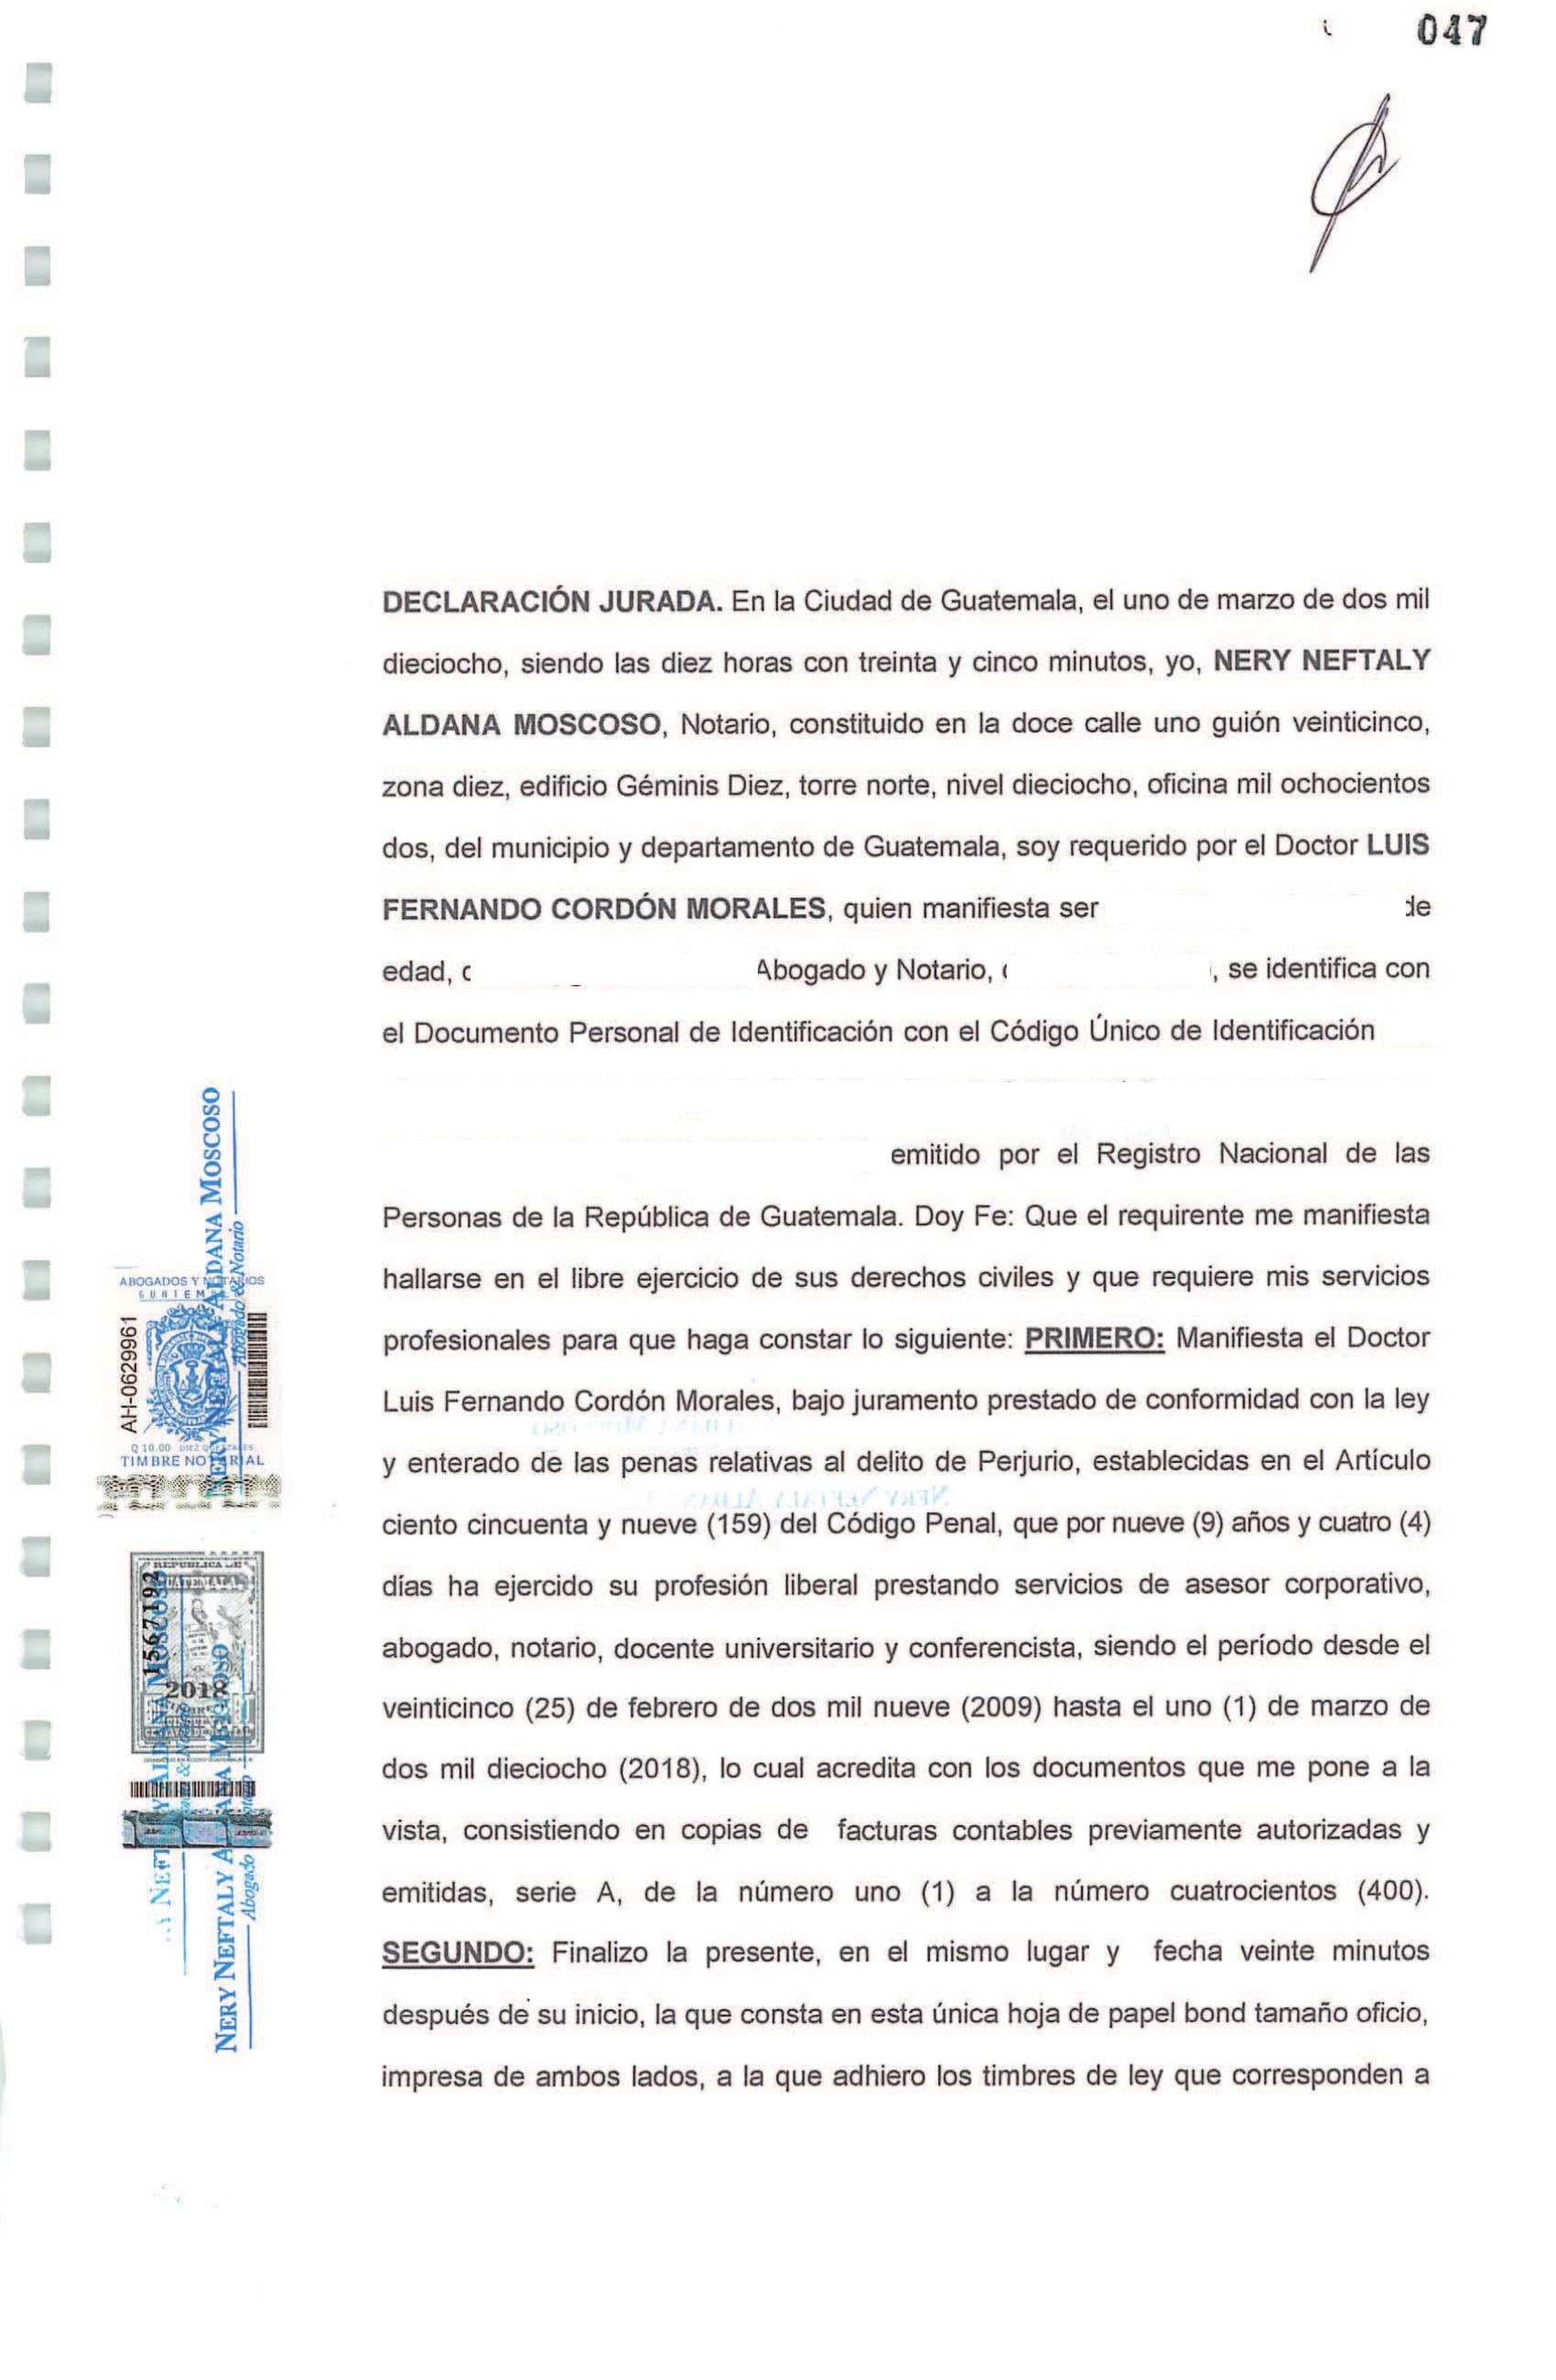 047
DECLARACIÓN JURADA. En la Ciudad de Guatemala, el uno de marzo de dos mil
dieciocho, siendo las diez horas con treinta y cinco minutos, yo, NERY NEFTALY
ALDANA MOSCOSO, Notario, constituido en la doce calle uno guión veinticinco,
zona diez, edificio Géminis Diez, torre norte, nivel dieciocho, oficina mil ochocientos
dos, del municipio y departamento de Guatemala, soy requerido por el Doctor LUIS
FERNANDO CORDÓN MORALES, quien manifiesta ser de
edad, Abogado y Notario, , se identifica con
el Documento Personal de Identificación con el Código Único de Identificación
emitido por el Registro Nacional de las
Personas de la República de Guatemala. Doy Fe: Que el requirente me manifiesta
hallarse en el libre ejercicio de sus derechos civiles y que requiere mis servicios
profesionales para que haga constar lo siguiente: PRIMERO: Manifiesta el Doctor
Luis Fernando Cordón Morales, bajo juramento prestado de conformidad con la ley
y enterado de las penas relativas al delito de Perjurio, establecidas en el Artículo
ciento cincuenta y nueve (159) del Código Penal, que por nueve (9) años y cuatro (4)
días ha ejercido su profesión liberal prestando servicios de asesor corporativo,
abogado, notario, docente universitario y conferencista, siendo el período desde el
veinticinco (25) de febrero de dos mil nueve (2009) hasta el uno (1) de marzo de
dos mil dieciocho (2018), lo cual acredita con los documentos que me pone a la
vista, consistiendo en copias de facturas contables previamente autorizadas y
emitidas, serie A, de la número uno (1) a la número cuatrocientos (400).
SEGUNDO: Finalizo la presente, en el mismo lugar y fecha veinte minutos
después de su inicio, la que consta en esta única hoja de papel bond tamaño oficio,
impresa de ambos lados, a la que adhiero los timbres de ley que corresponden a
NERY NEFTALY ALDANA MOSCOSO
Abogado & Notario
ABOGADOS Y NOTARIOS
AH-0629961
Q 10.00 DIEZ QUETZALES
TIMBRE NOTARIAL
REPUBLICA DE
GUATEMALA
1567192
2018
NERY NEFTALY ALDANA MOSCOSO
Abogado